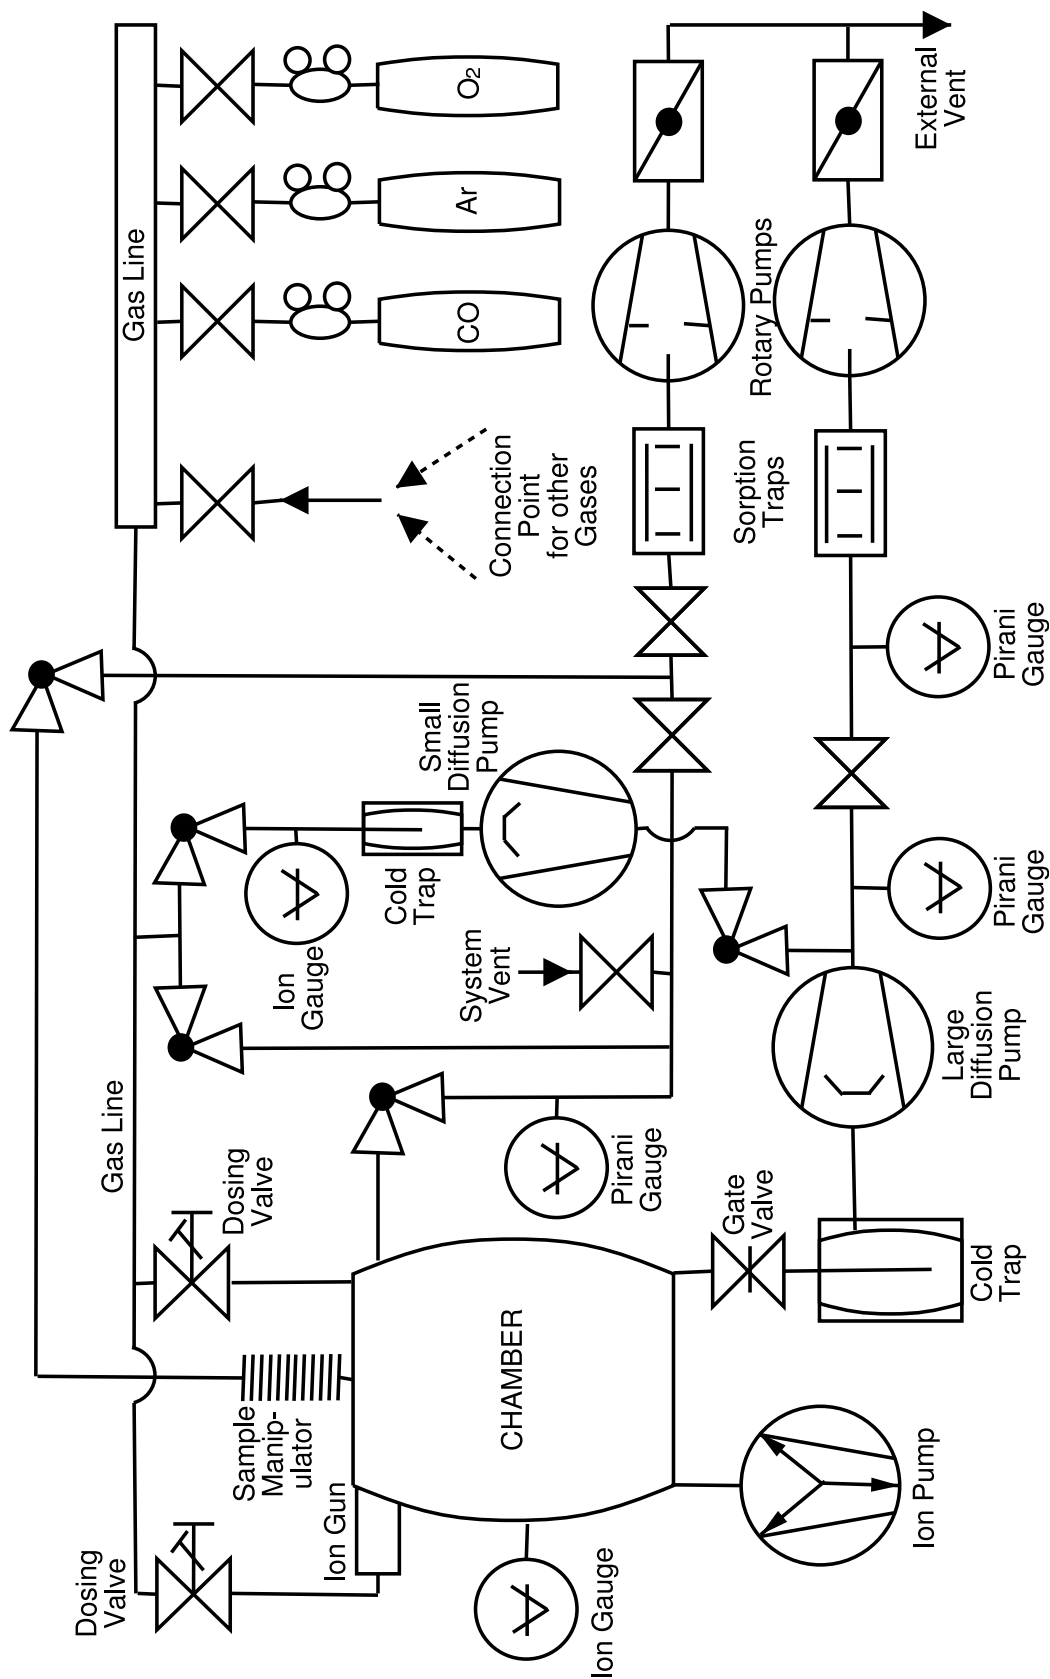 Gas Line
O2
Ar
CO
Connection
Point
for other
Gases
External
Vent
Rotary Pumps
Sorption
Traps
Pirani
Gauge
Pirani
Gauge
Small
Diffusion
Pump
Cold
Trap
Ion
Gauge
System
Vent
Large
Diffusion
Pump
Gas Line
Dosing
Valve
Pirani
Gauge
Gate
Valve
Cold
Trap
CHAMBER
Sample
Manip-
ulator
Ion Gun
Dosing
Valve
Ion Gauge
Ion Pump